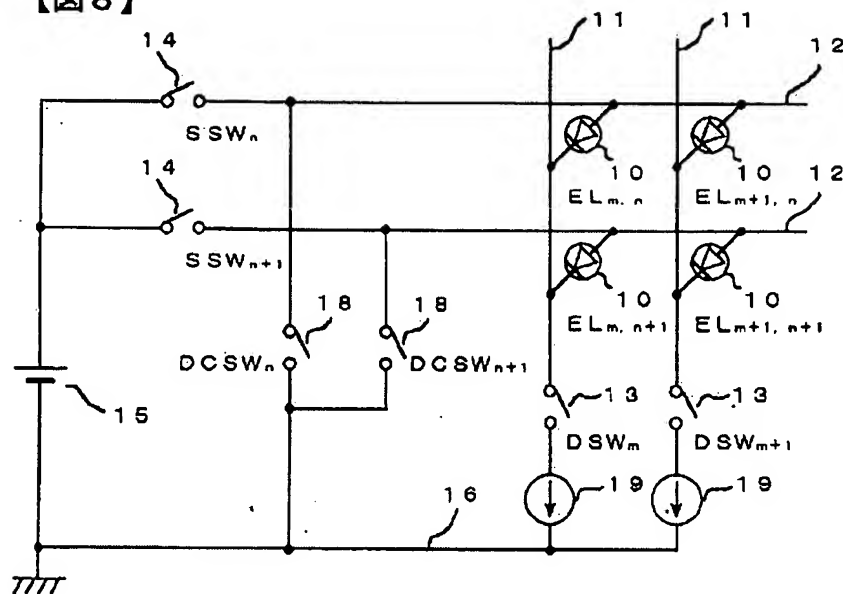 【図8】
11 11
14
12
SSWn
10 10
14
ELm,n ELm+1,n
12
SSWn+1
18 18
10 10
ELm,n+1 ELm+1,n+1
DCSWn DCSWn+1
13 13
15
DSWm DSWm+1
19 19
16